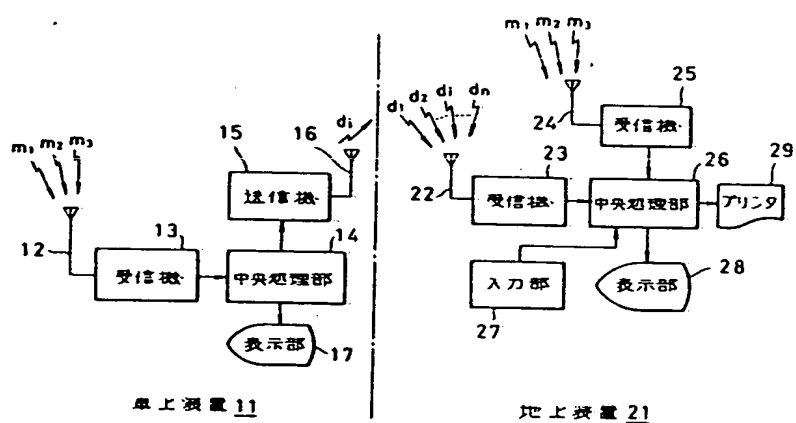 m₁ m₂ m₃
12
13
受信機
14
中央処理部
15
送信機
16
di
表示部
17
車上装置 11
m₁ m₂ m₃
24
25
受信機
d₁ d₂ di dn
22
23
受信機
26
中央処理部
29
プリンタ
入力部
27
表示部
28
地上装置 21